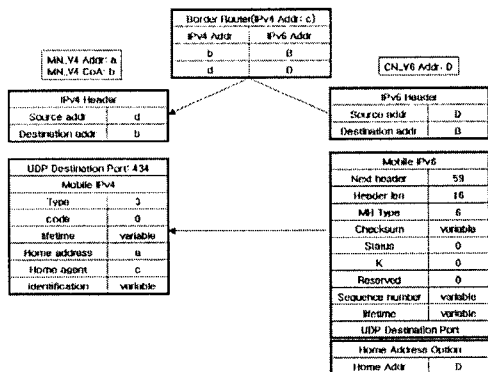 Border Router(IPv4 Addr: c)
IPv4 Addr IPv6 Addr
b B
d D
MN_V4 Addr: a
MN_V4 CoA: b
CN_V6 Addr: D
IPv4 Header
Source addr d
Destination addr b
IPv6 Header
Source addr D
Destination addr B
UDP Destination Port: 434
Mobile IPv4
Type 3
code 0
lifetime variable
Home address a
Home agent c
identification variable
Mobile IPv6
Next header 59
Header len 16
MH Type 6
Checksum variable
Status 0
K 0
Reserved 0
Sequence number variable
lifetime variable
UDP Destination Port
Home Address Option
Home Addr D